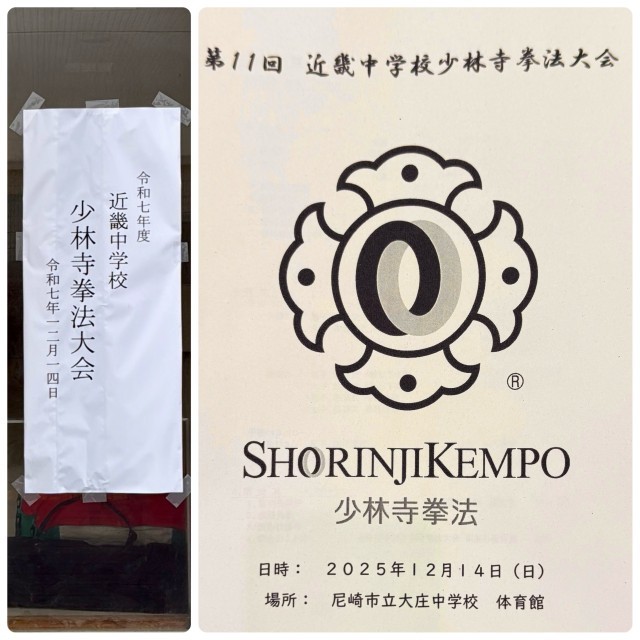 令和七年度
近畿中学校
少林寺拳法大会
令和七年一二月一四日
第11回 近畿中学校少林寺拳法大会
®
SHORINJIKEMPO
少林寺拳法
日時： 2025年12月14日（日）
場所： 尼崎市立大庄中学校 体育館